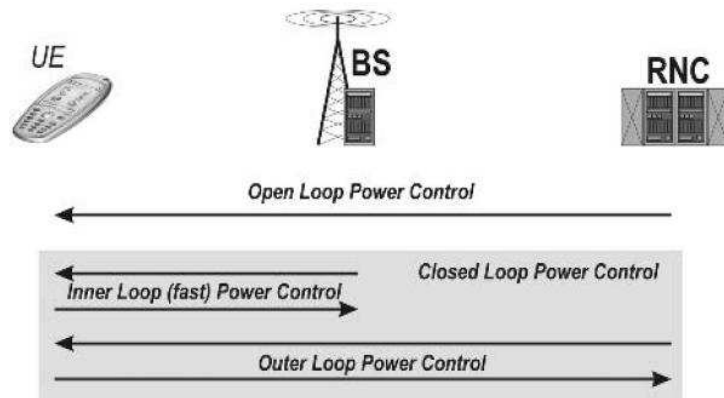 UE
BS
RNC
Open Loop Power Control
Closed Loop Power Control
Inner Loop (fast) Power Control
Outer Loop Power Control